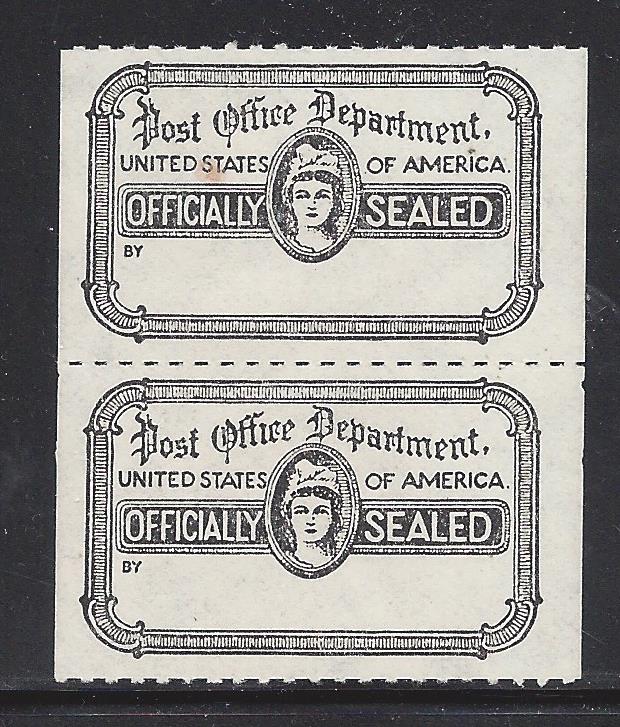 Post Office Department,
UNITED STATES OF AMERICA.
OFFICIALLY SEALED
BY
Post Office Department,
UNITED STATES OF AMERICA.
OFFICIALLY SEALED
BY